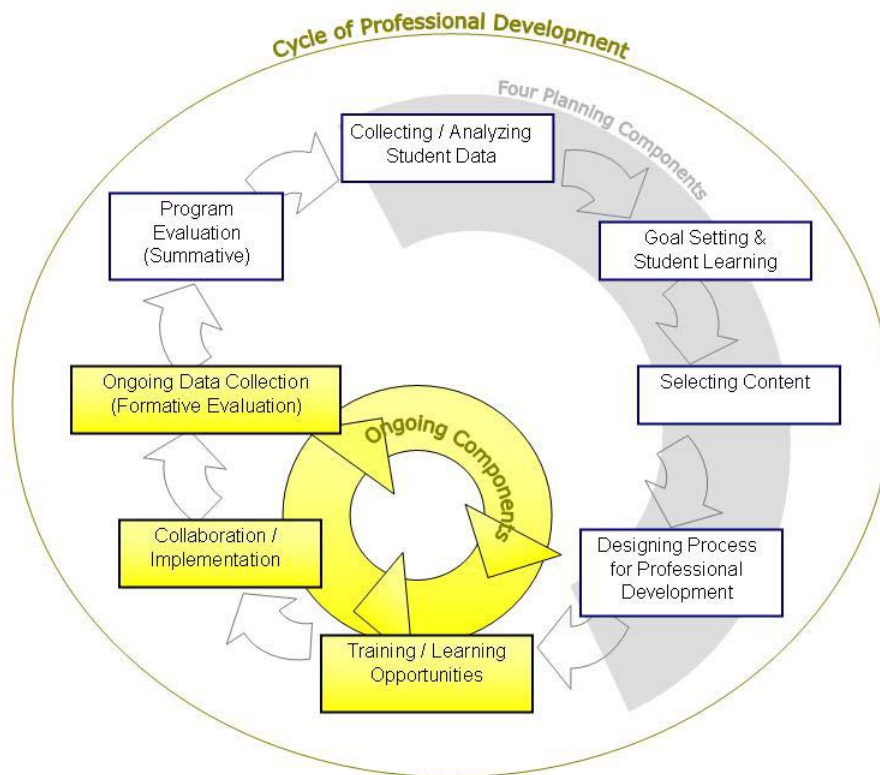 Cycle of Professional Development
Four Planning Components
Collecting / Analyzing
Student Data
Goal Setting &
Student Learning
Selecting Content
Designing Process
for Professional
Development
Training / Learning
Opportunities
Collaboration /
Implementation
Ongoing Data Collection
(Formative Evaluation)
Program
Evaluation
(Summative)
Ongoing Components